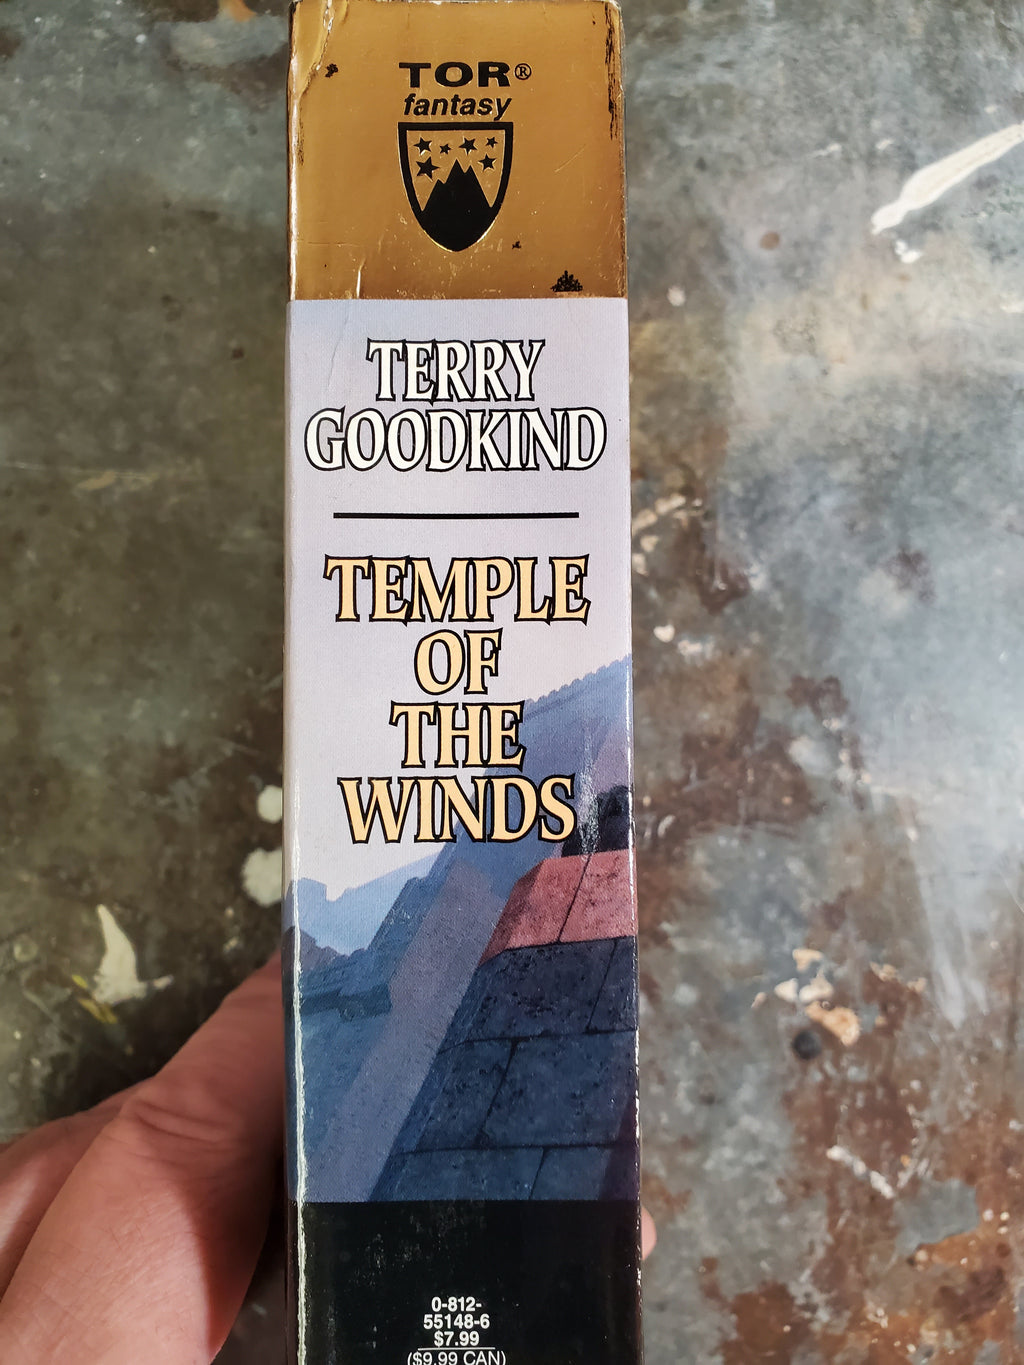 TOR®
fantasy
TERRY
GOODKIND
TEMPLE
OF
THE
WINDS
0-812-
55148-6
$7.99
($9.99 CAN)